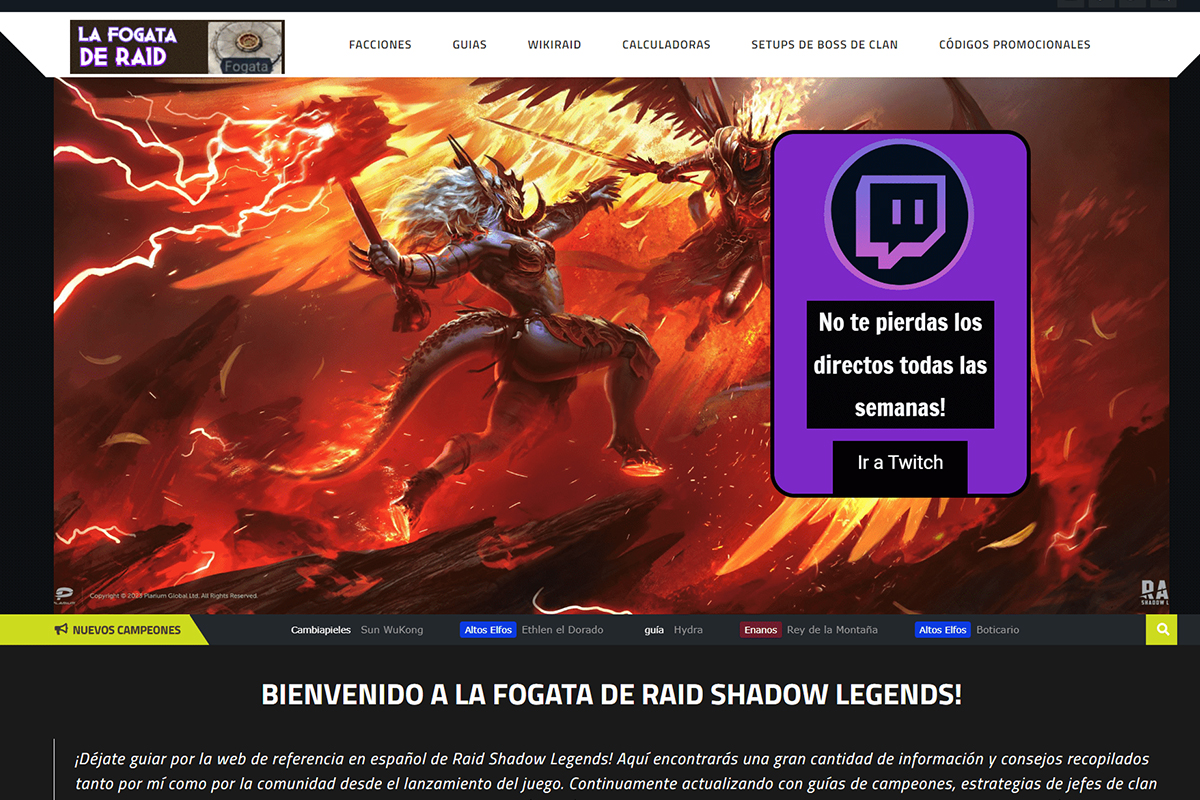 LA FOGATA
DE RAID
Fogata
FACCIONES GUIAS WIKIRAID CALCULADORAS SETUPS DE BOSS DE CLAN CÓDIGOS PROMOCIONALES
No te pierdas los
directos todas las
semanas!
Ir a Twitch
Copyright © 2023 Plarium Global Ltd. All Rights Reserved.
RA
SHADOW L
NUEVOS CAMPEONES Cambiapieles Sun WuKong Altos Elfos Ethlen el Dorado guía Hydra Enanos Rey de la Montaña Altos Elfos Boticario
BIENVENIDO A LA FOGATA DE RAID SHADOW LEGENDS!
¡Déjate guiar por la web de referencia en español de Raid Shadow Legends! Aquí encontrarás una gran cantidad de información y consejos recopilados
tanto por mí como por la comunidad desde el lanzamiento del juego. Continuamente actualizando con guías de campeones, estrategias de jefes de clan